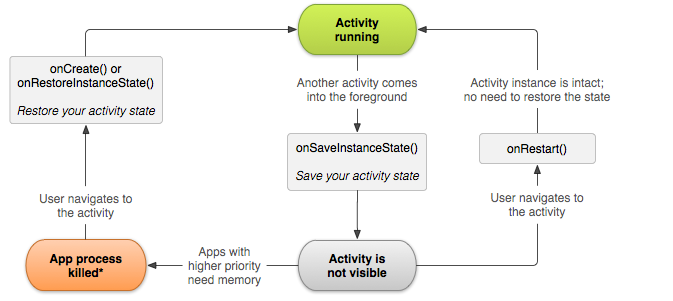 Activity
running
onCreate() or
onRestoreInstanceState()
Restore your activity state
Another activity comes
into the foreground
Activity instance is intact;
no need to restore the state
onSaveInstanceState()
Save your activity state
onRestart()
User navigates to
the activity
User navigates to
the activity
App process
killed*
Apps with
higher priority
need memory
Activity is
not visible